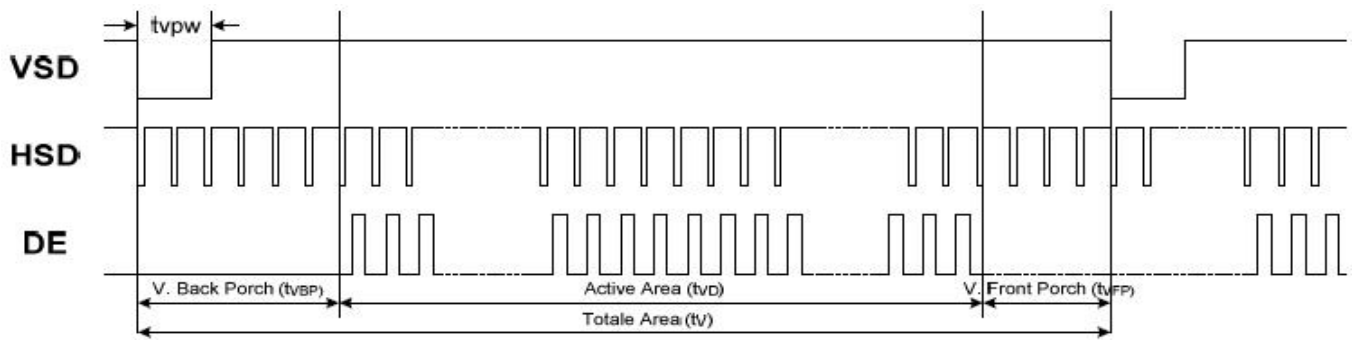 tvpw
VSD
HSD
DE
V. Back Porch (tVBP)
Active Area (tVD)
V. Front Porch (tVFP)
Totale Area (tV)